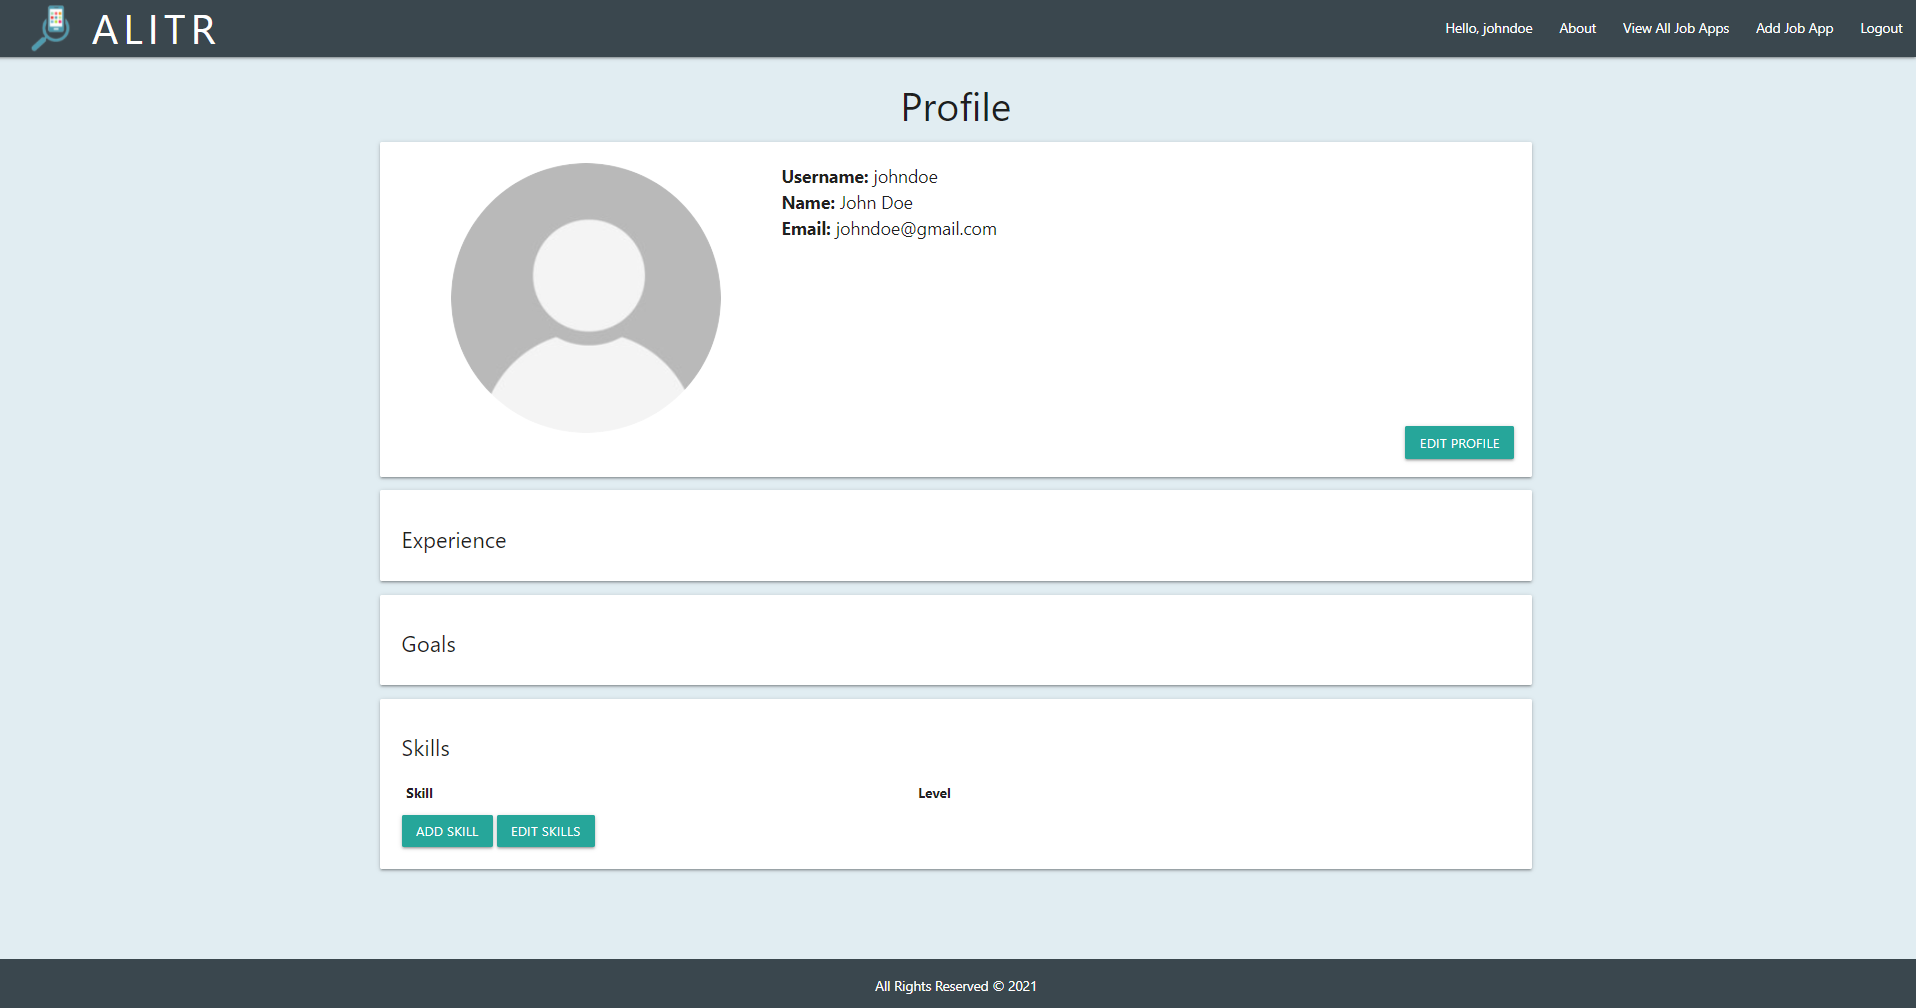 ALITR
Hello, johndoe About View All Job Apps Add Job App Logout
Profile
Username: johndoe
Name: John Doe
Email: johndoe@gmail.com
EDIT PROFILE
Experience
Goals
Skills
Skill Level
ADD SKILL EDIT SKILLS
All Rights Reserved © 2021